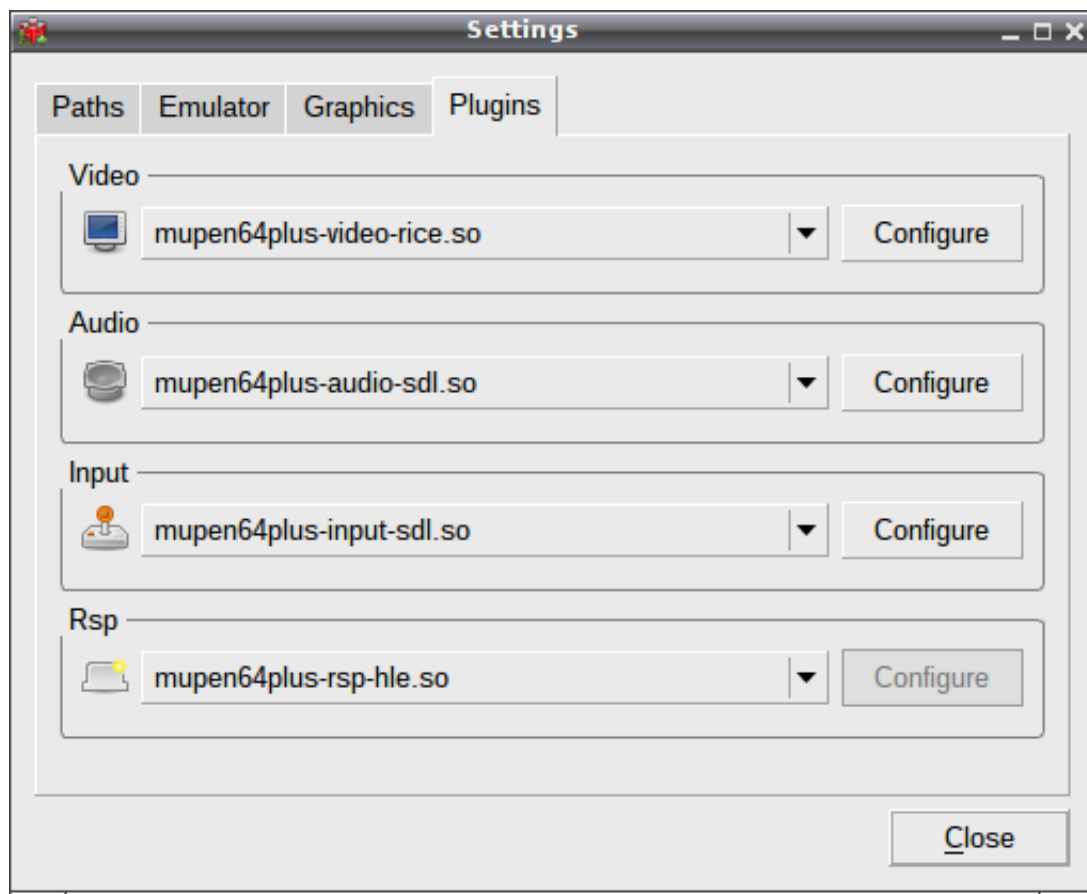 Settings
Paths Emulator Graphics Plugins
Video
mupen64plus-video-rice.so Configure
Audio
mupen64plus-audio-sdl.so Configure
Input
mupen64plus-input-sdl.so Configure
Rsp
mupen64plus-rsp-hle.so Configure
Close